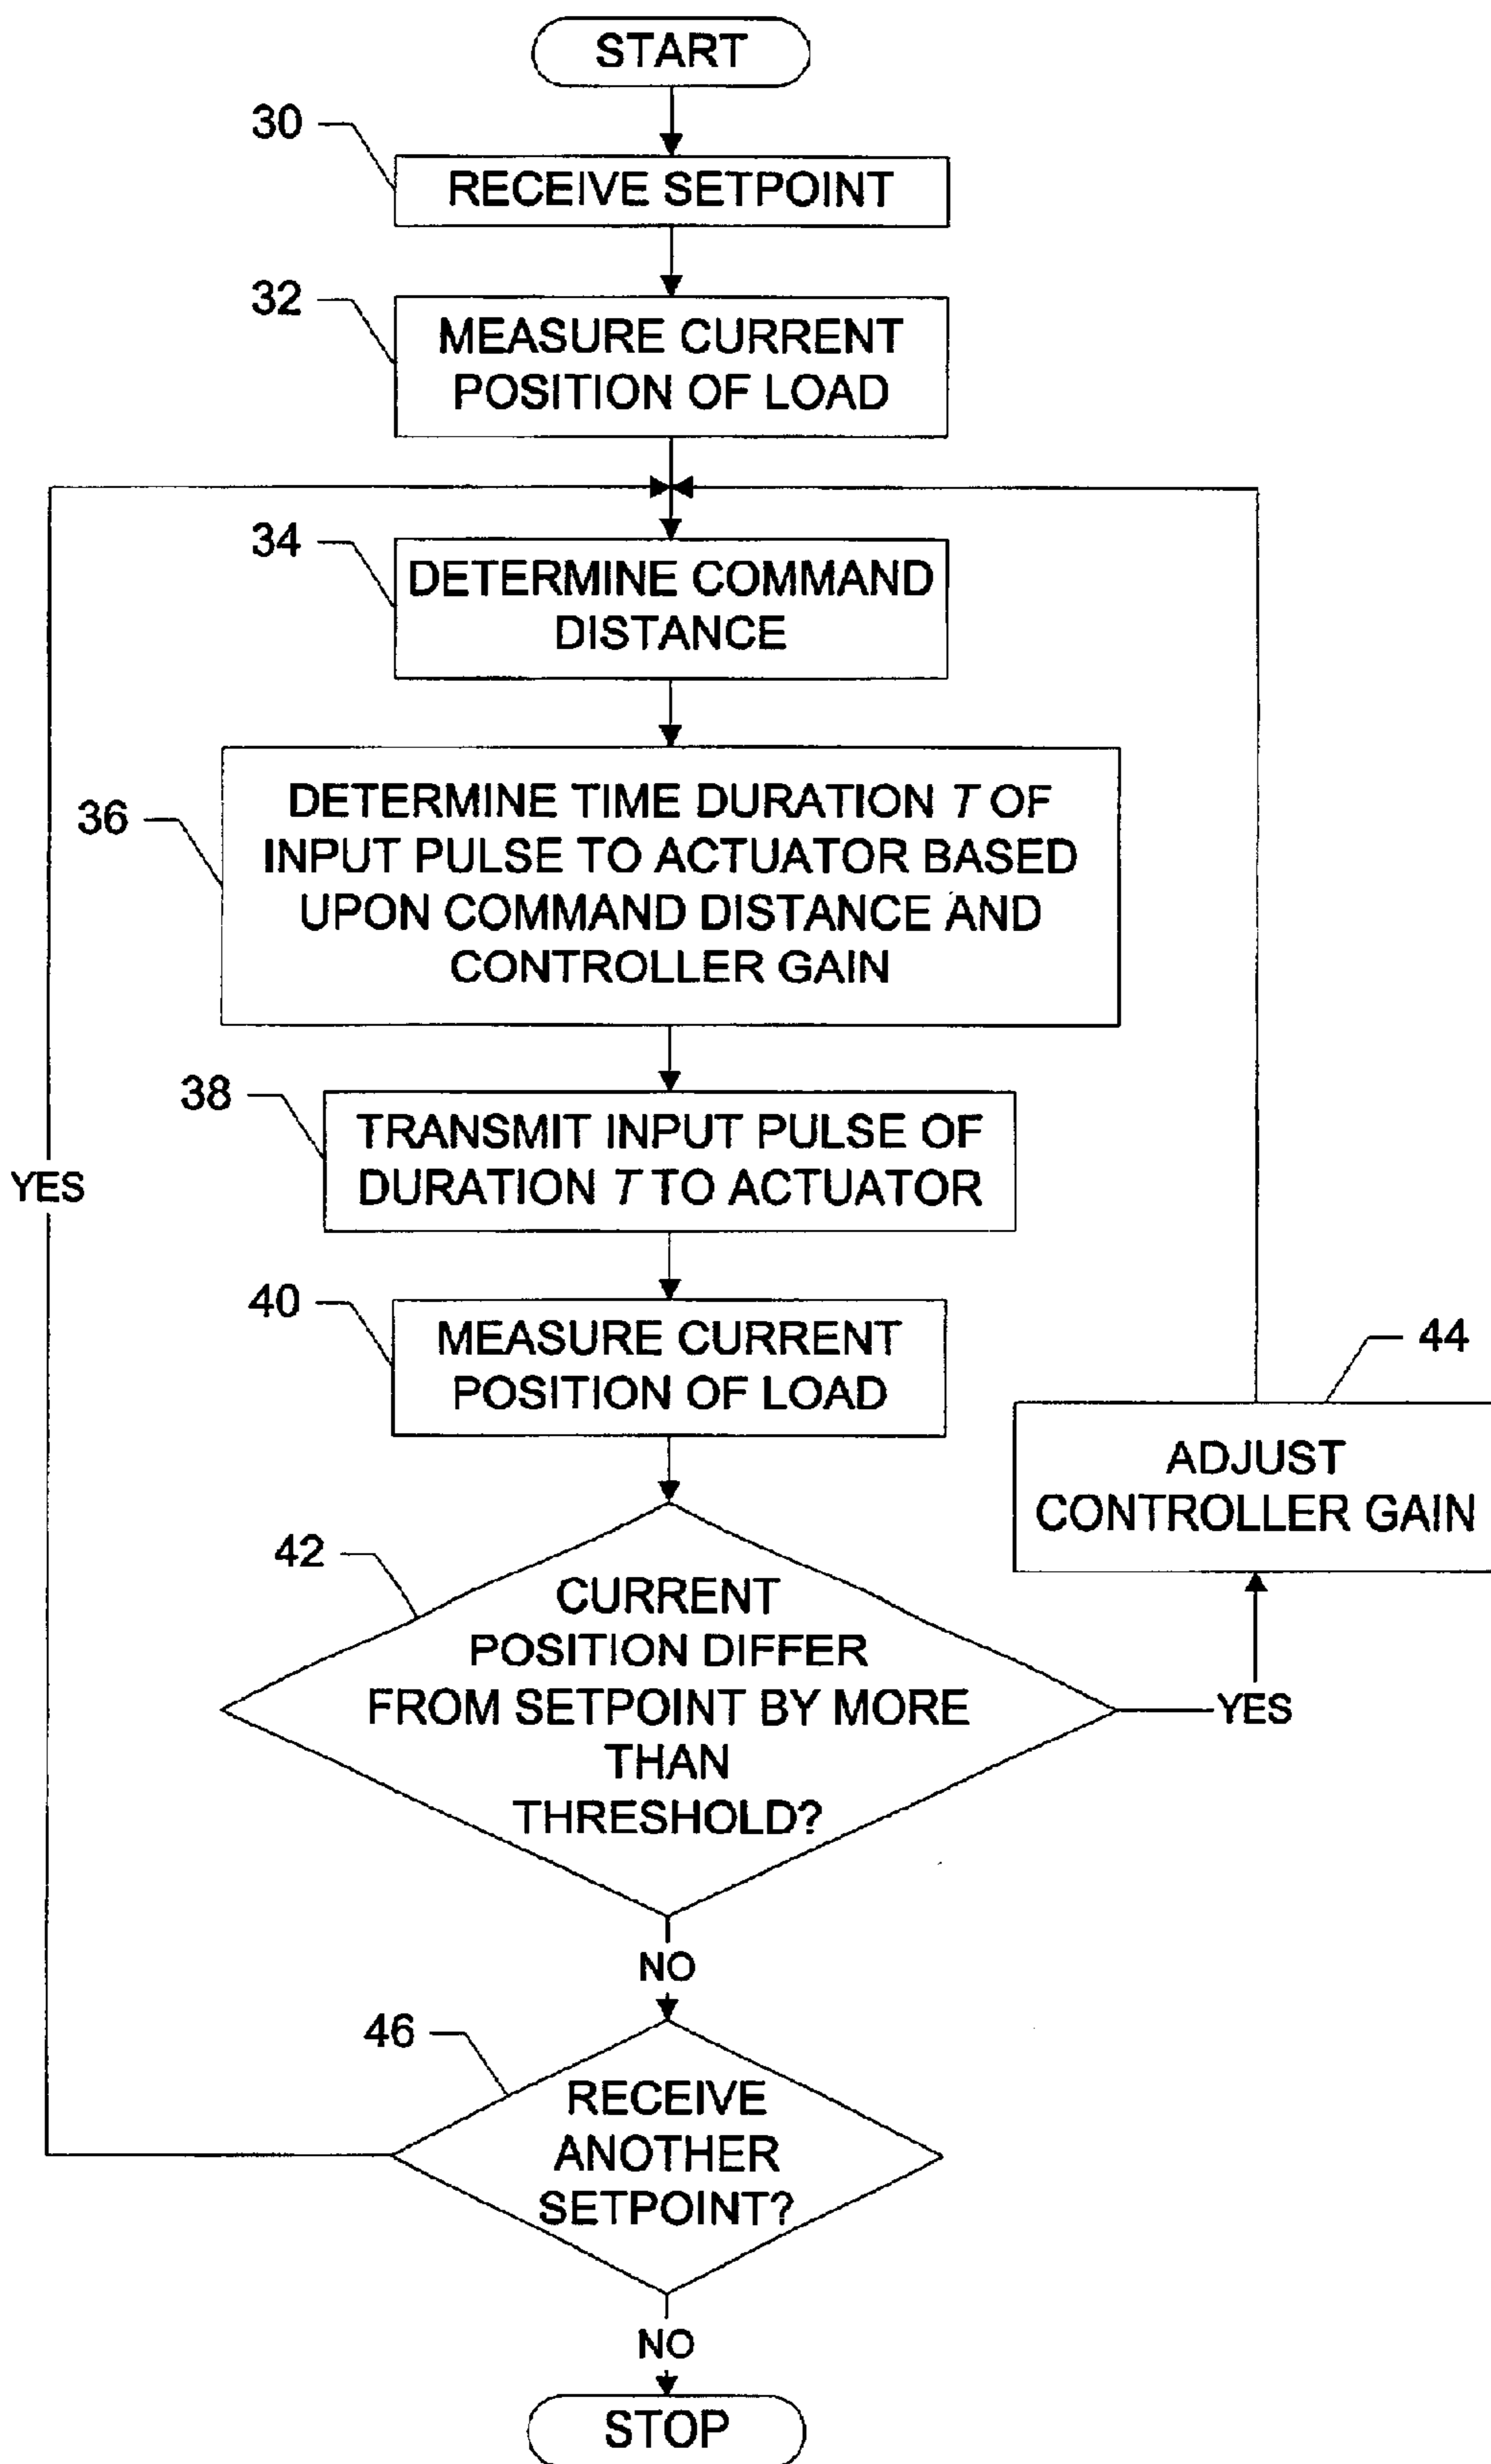 START
30
RECEIVE SETPOINT
32
MEASURE CURRENT
POSITION OF LOAD
34
DETERMINE COMMAND
DISTANCE
36
DETERMINE TIME DURATION T OF
INPUT PULSE TO ACTUATOR BASED
UPON COMMAND DISTANCE AND
CONTROLLER GAIN
38
TRANSMIT INPUT PULSE OF
DURATION T TO ACTUATOR
YES
40
MEASURE CURRENT
POSITION OF LOAD
44
ADJUST
CONTROLLER GAIN
42
CURRENT
POSITION DIFFER
FROM SETPOINT BY MORE
THAN
THRESHOLD?
YES
NO
46
RECEIVE
ANOTHER
SETPOINT?
NO
STOP